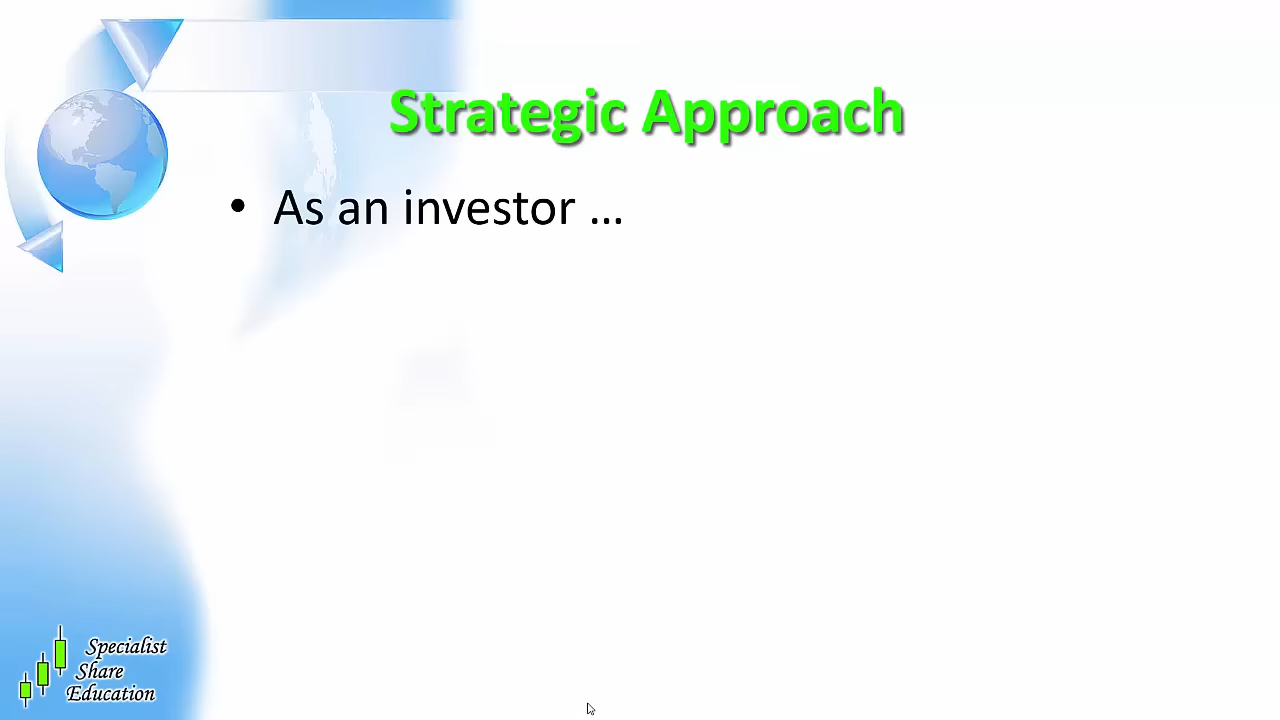 Strategic Approach
• As an investor ...
Specialist
Share
Education